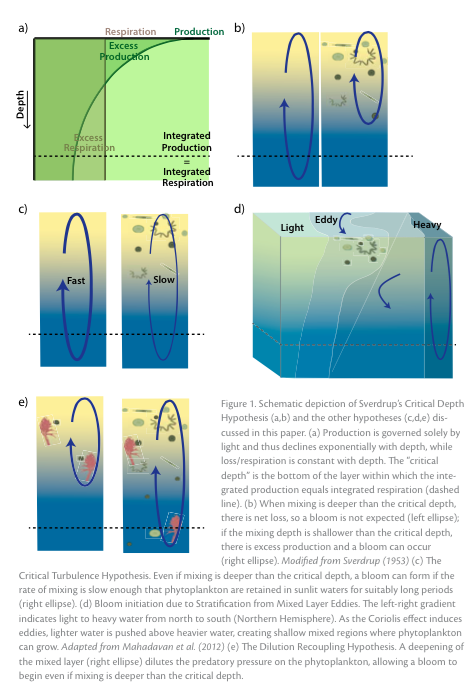 a)
Respiration
Production
Excess
Production
Depth
Excess
Respiration
Integrated
Production
=
Integrated
Respiration
b)
c)
Fast
Slow
d)
Light
Eddy
Heavy
e)
Figure 1. Schematic depiction of Sverdrup's Critical Depth
Hypothesis (a,b) and the other hypotheses (c,d,e) dis-
cussed in this paper. (a) Production is governed solely by
light and thus declines exponentially with depth, while
loss/respiration is constant with depth. The "critical
depth" is the bottom of the layer within which the inte-
grated production equals integrated respiration (dashed
line). (b) When mixing is deeper than the critical depth,
there is net loss, so a bloom is not expected (left ellipse);
if the mixing depth is shallower than the critical depth,
there is excess production and a bloom can occur
(right ellipse). Modified from Sverdrup (1953) (c) The
Critical Turbulence Hypothesis. Even if mixing is deeper than the critical depth, a bloom can form if the
rate of mixing is slow enough that phytoplankton are retained in sunlit waters for suitably long periods
(right ellipse). (d) Bloom initiation due to Stratification from Mixed Layer Eddies. The left-right gradient
indicates light to heavy water from north to south (Northern Hemisphere). As the Coriolis effect induces
eddies, lighter water is pushed above heavier water, creating shallow mixed regions where phytoplankton
can grow. Adapted from Mahadavan et al. (2012) (e) The Dilution Recoupling Hypothesis. A deepening of
the mixed layer (right ellipse) dilutes the predatory pressure on the phytoplankton, allowing a bloom to
begin even if mixing is deeper than the critical depth.